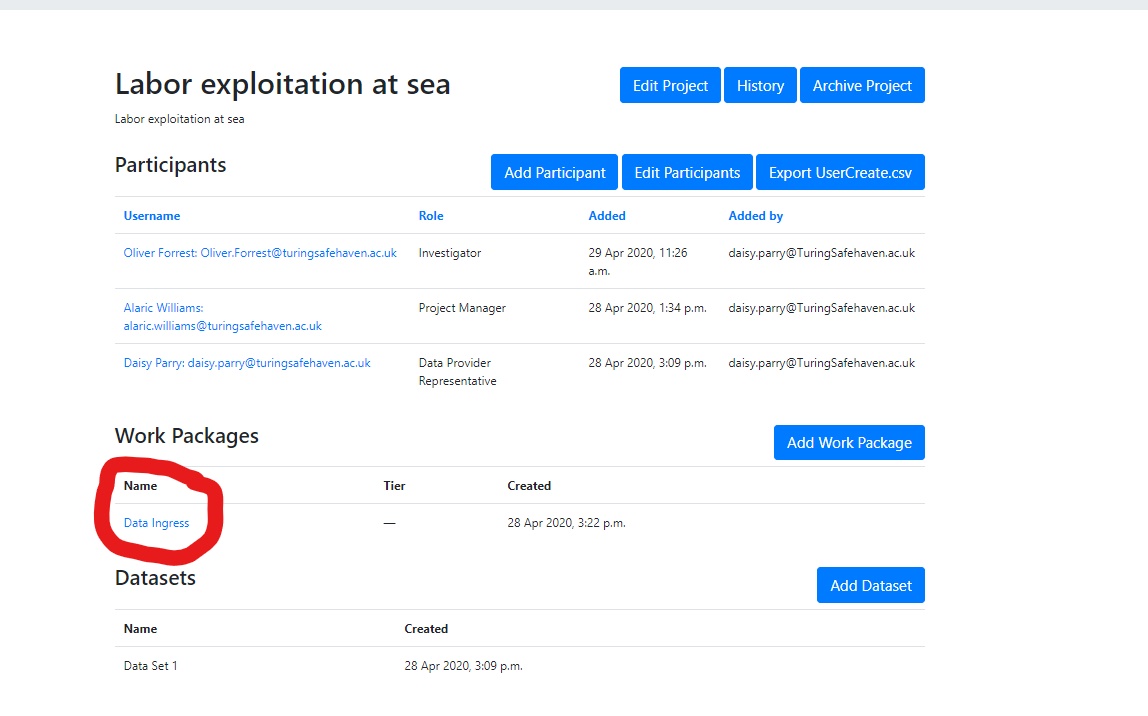 Labor exploitation at sea
Edit Project
History
Archive Project
Labor exploitation at sea
Participants
Add Participant
Edit Participants
Export UserCreate.csv
Username Role Added Added by
Oliver Forrest: Oliver.Forrest@turingsafehaven.ac.uk Investigator 29 Apr 2020, 11:26 daisy.parry@TuringSafehaven.ac.uk
a.m.
Alaric Williams: Project Manager 28 Apr 2020, 1:34 p.m. daisy.parry@TuringSafehaven.ac.uk
alaric.williams@turingsafehaven.ac.uk
Daisy Parry: daisy.parry@turingsafehaven.ac.uk Data Provider 28 Apr 2020, 3:09 p.m. daisy.parry@TuringSafehaven.ac.uk
Representative
Work Packages
Add Work Package
Name Tier Created
Data Ingress — 28 Apr 2020, 3:22 p.m.
Datasets
Add Dataset
Name Created
Data Set 1 28 Apr 2020, 3:09 p.m.